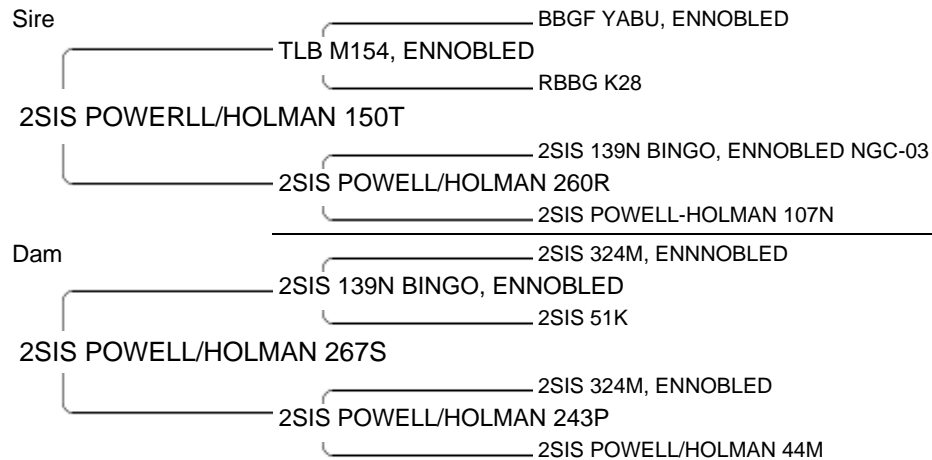 Sire
BBGF YABU, ENNOBLED
TLB M154, ENNOBLED
RBBG K28
2SIS POWERLL/HOLMAN 150T
2SIS 139N BINGO, ENNOBLED NGC-03
2SIS POWELL/HOLMAN 260R
2SIS POWELL-HOLMAN 107N
Dam
2SIS 324M, ENNNOBLED
2SIS 139N BINGO, ENNOBLED
2SIS 51K
2SIS POWELL/HOLMAN 267S
2SIS 324M, ENNOBLED
2SIS POWELL/HOLMAN 243P
2SIS POWELL/HOLMAN 44M